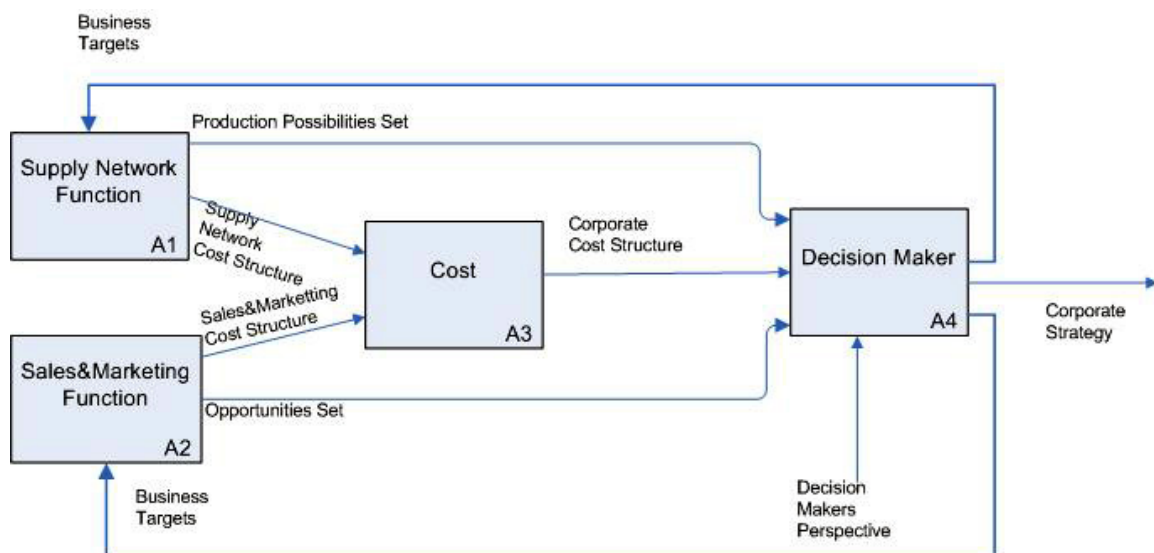 Business
Targets
Production Possibilities Set
Supply Network
Function
A1
Supply
Network
Cost Structure
Corporate
Cost Structure
Cost
A3
Decision Maker
A4
Sales&Marketting
Cost Structure
Corporate
Strategy
Sales&Marketing
Function
A2
Opportunities Set
Business
Targets
Decision
Makers
Perspective